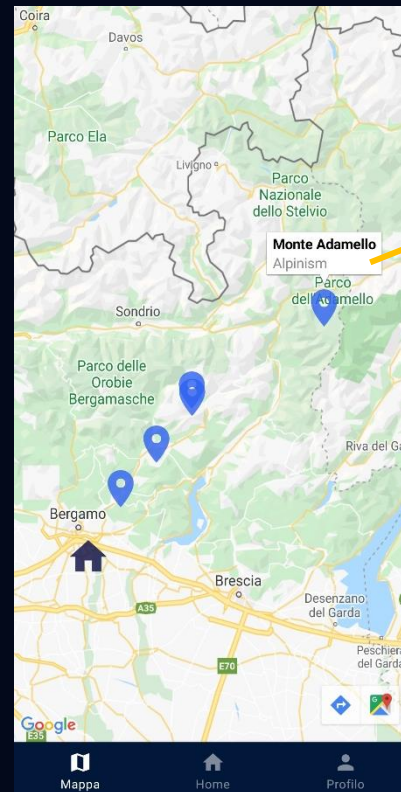 Coira
Davos
Parco Ela
Livigno
Parco
Nazionale
dello Stelvio
Monte Adamello
Alpinism
Parco
dell'Adamello
Sondrio
Parco delle
Orobie
Bergamasche
Riva del Ga
Bergamo
Brescia
Desenzano
del Garda
A35
Peschiera
del Garda
E70
Google
E35
Mappa
Home
Profilo